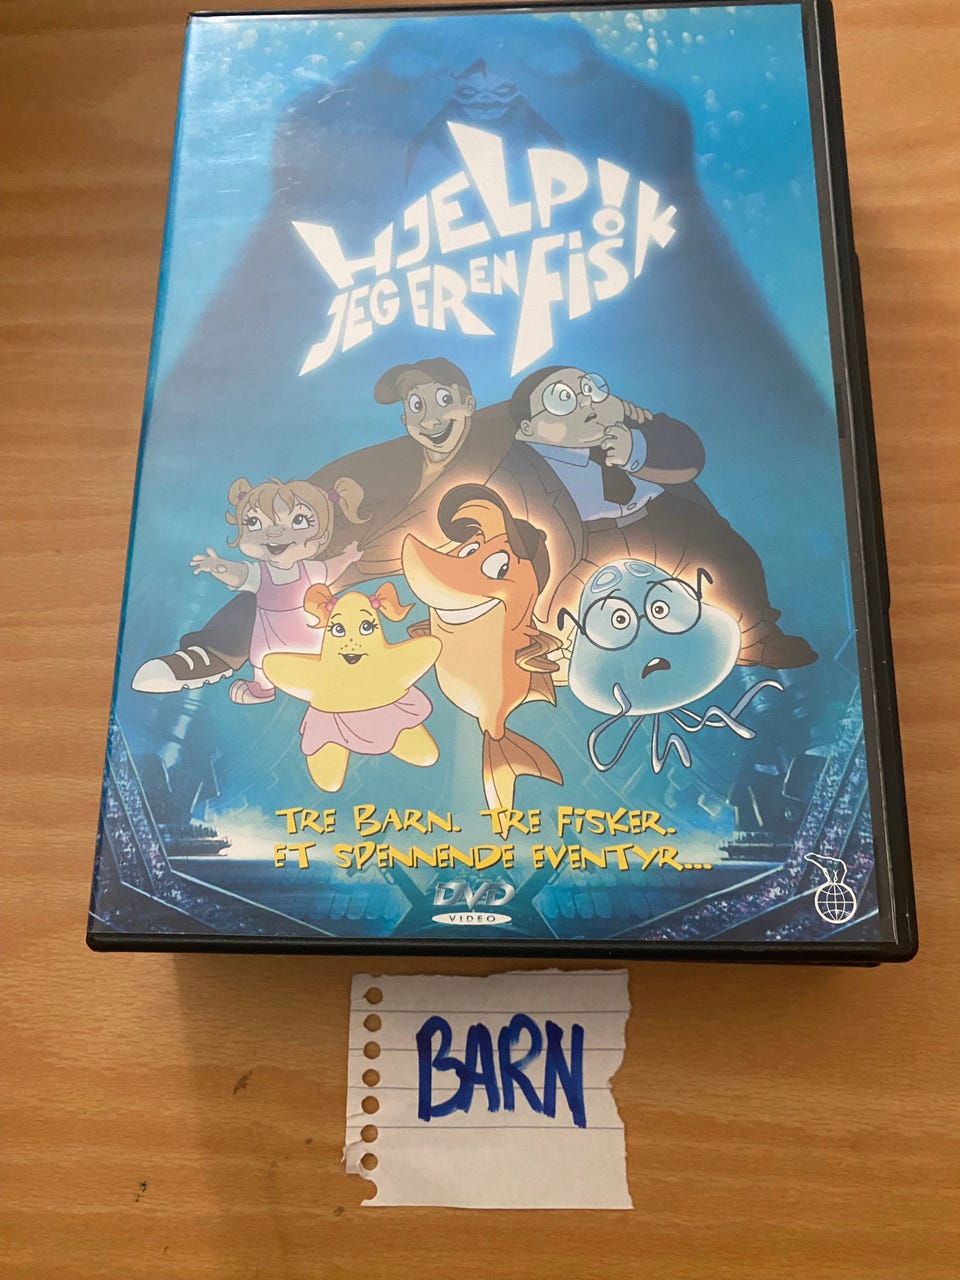 HJELP!
JEG ER EN FISK
TRE BARN. TRE FISKER.
ET SPENNENDE EVENTYR...
DVD
VIDEO
BARN